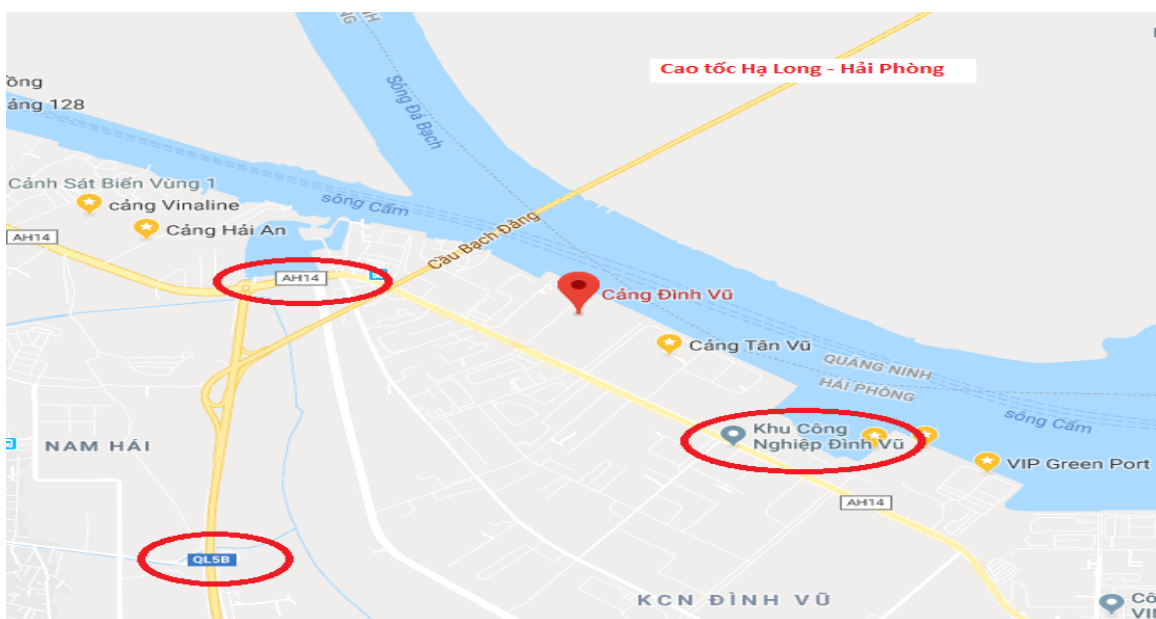 NG
SÔNG
Cao tốc Hạ Long - Hải Phòng
ồng
ảng 128
Sông Đá Bạch
Cảnh Sát Biển Vùng 1
cảng Vinaline
sông Cấm
Cảng Hải An
AH14
Cầu Bạch Đằng
AH14
Cảng Đình Vũ
Cảng Tân Vũ
QUẢNG NINH
HẢI PHÒNG
sông Cấm
Khu Công
Nghiệp Đình Vũ
NAM HẢI
VIP Green Port
AH14
QL5B
KCN ĐÌNH VŨ
Cô
VI